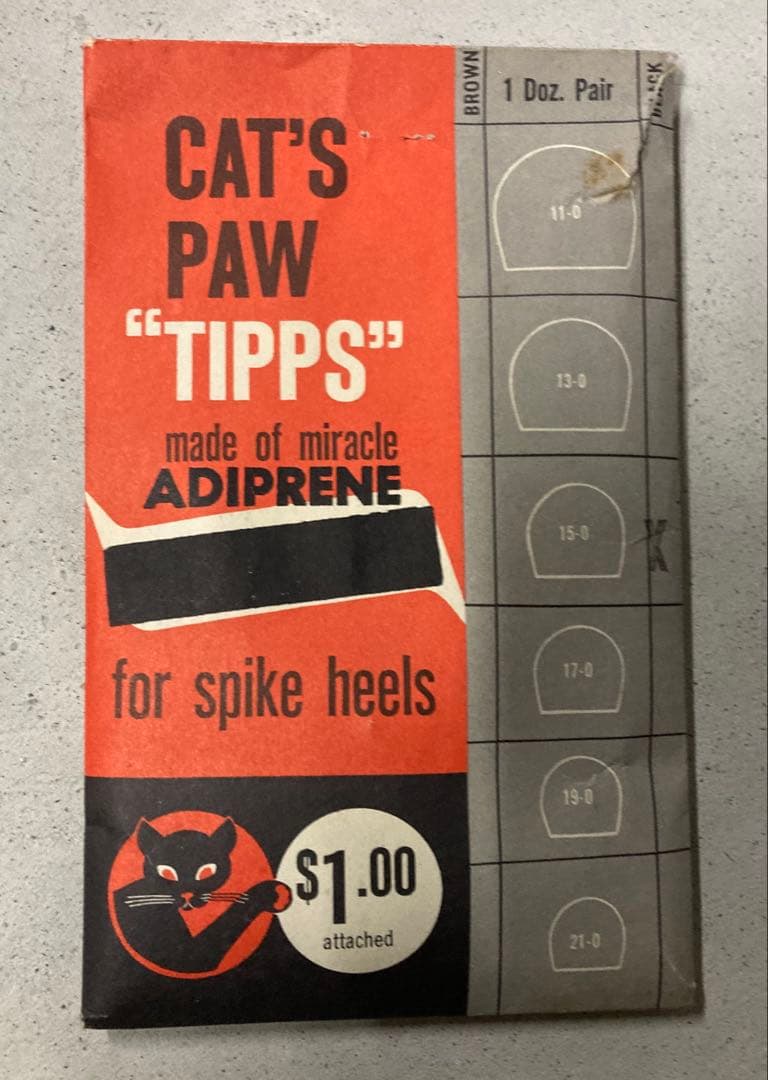 CAT'S
PAW
“TIPPS”
made of miracle
ADIPRENE
for spike heels
$1.00
attached
BROWN
1 Doz. Pair
BLACK
11-0
13-0
15-0
X
17-0
19-0
21-0